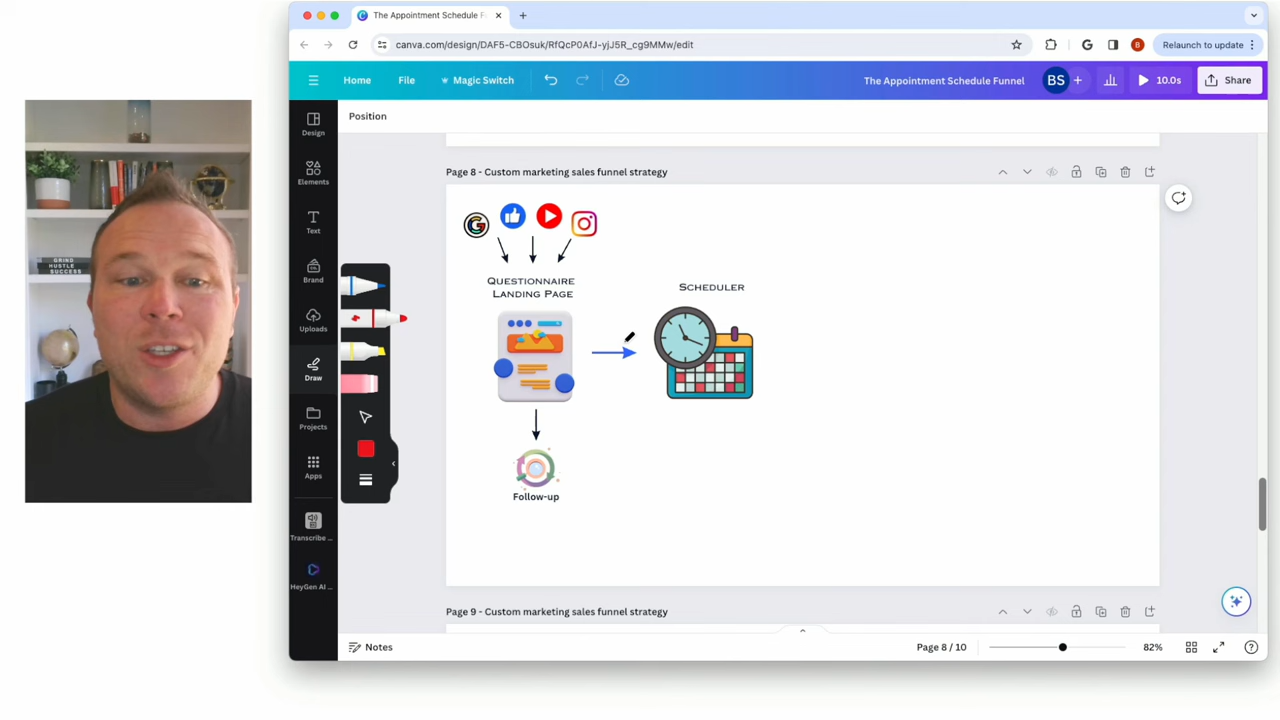 The Appointment Schedule F
canva.com/design/DAF5-CBOsuk/RfQcP0AfJ-yjJ5R_cg9MMw/edit
G
B
Relaunch to update
Home
File
Magic Switch
The Appointment Schedule Funnel
BS
10.0s
Share
Design
Elements
Text
Brand
Uploads
Draw
Projects
Apps
Transcribe ...
HeyGen AI ...
Position
Page 8 - Custom marketing sales funnel strategy
G
Questionnaire
Landing Page
Scheduler
Follow-up
Page 9 - Custom marketing sales funnel strategy
Notes
Page 8 / 10
82%
GRIND
HUSTLE
SUCCESS